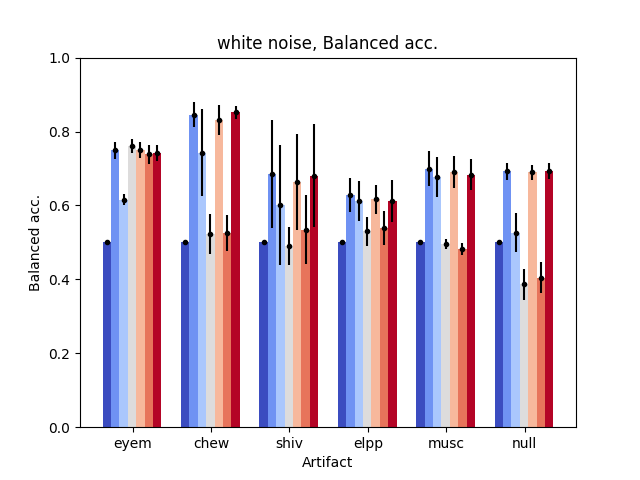 white noise, Balanced acc.
1.0
0.8
0.6
0.4
0.2
0.0
Balanced acc.
eyem chew shiv elpp musc null
Artifact